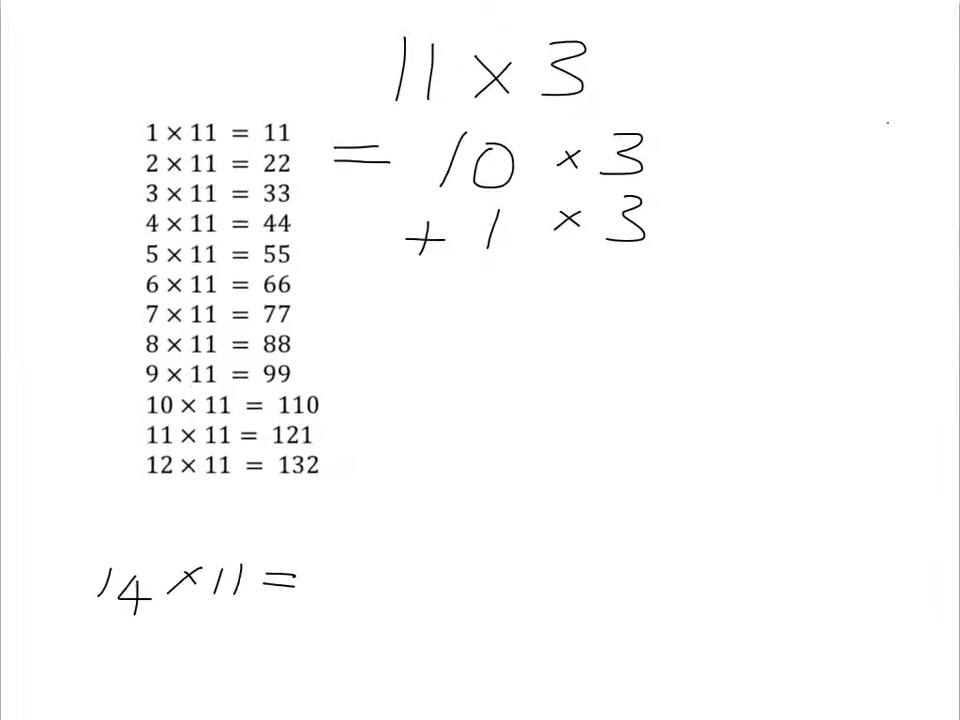 11 × 3
= 10 × 3
+ 1 × 3
1 × 11 = 11
2 × 11 = 22
3 × 11 = 33
4 × 11 = 44
5 × 11 = 55
6 × 11 = 66
7 × 11 = 77
8 × 11 = 88
9 × 11 = 99
10 × 11 = 110
11 × 11 = 121
12 × 11 = 132
14 × 11 =